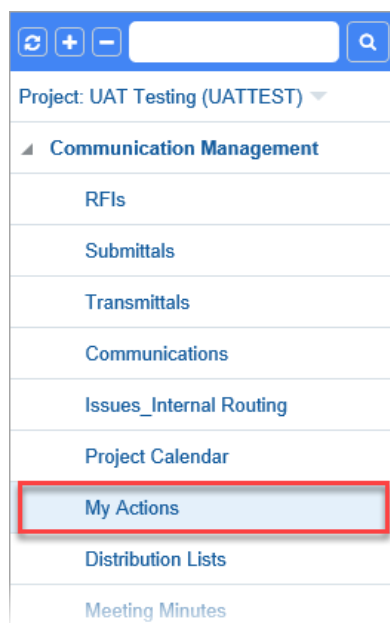 Project: UAT Testing (UATTEST)
Communication Management
RFIs
Submittals
Transmittals
Communications
Issues_Internal Routing
Project Calendar
My Actions
Distribution Lists
Meeting Minutes